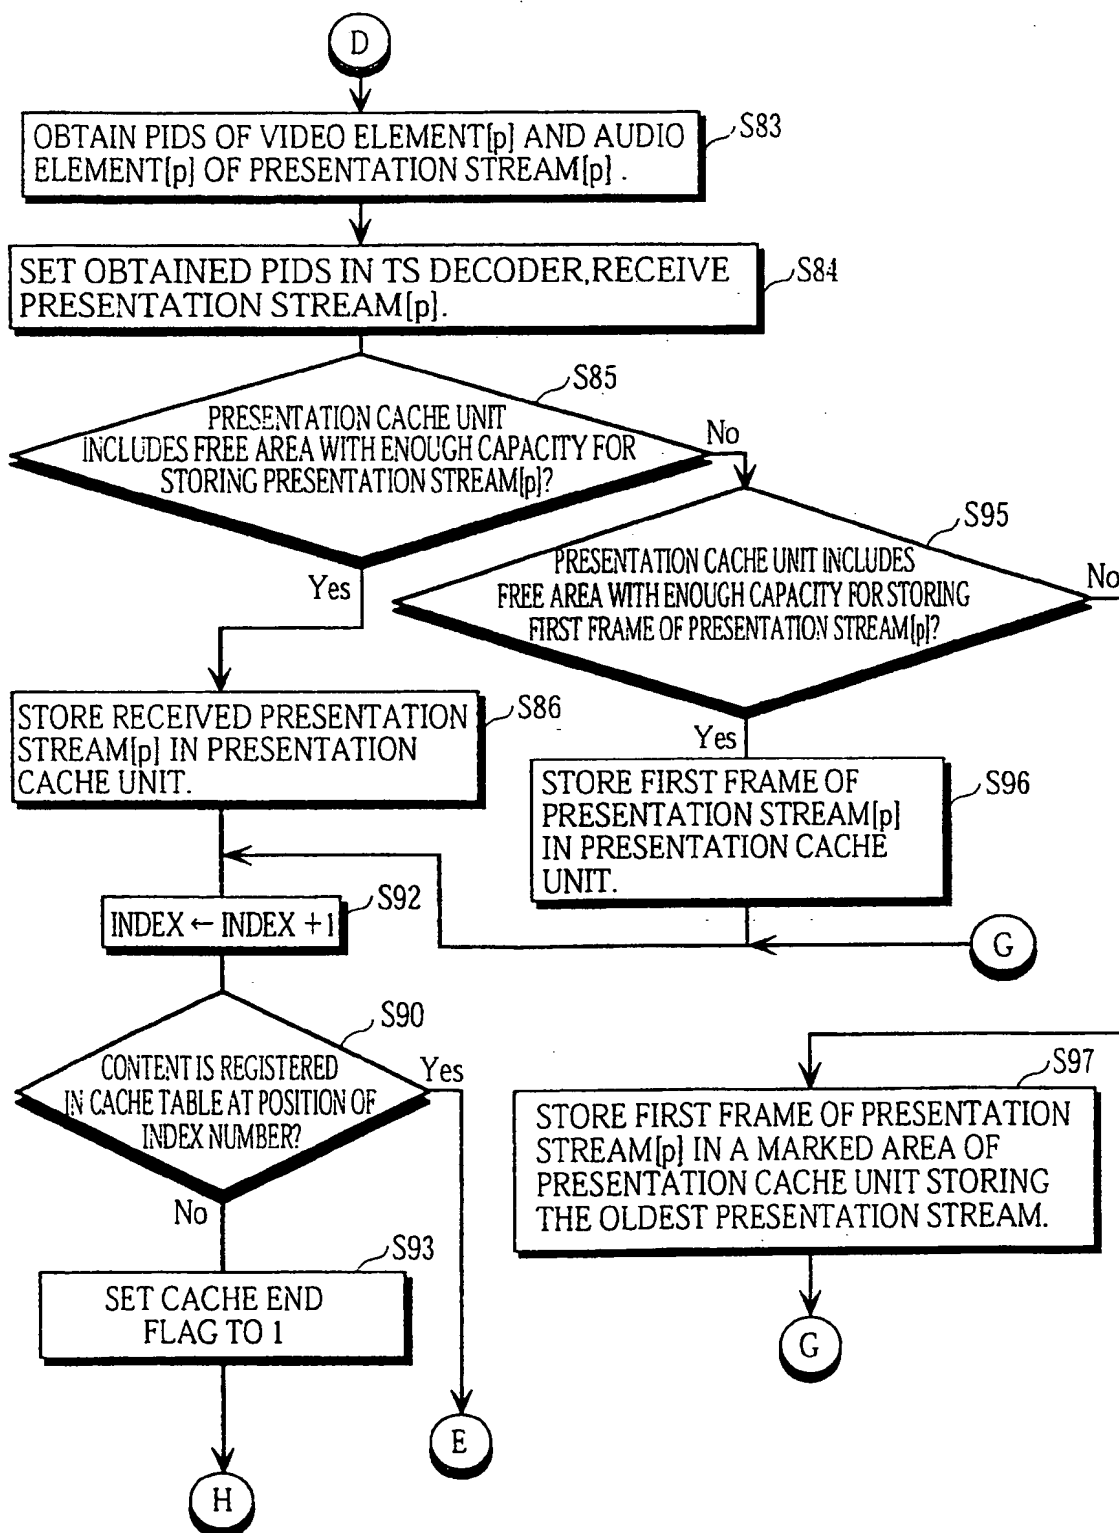 D
OBTAIN PIDS OF VIDEO ELEMENT[p] AND AUDIO
ELEMENT[p] OF PRESENTATION STREAM[p] .
S83
SET OBTAINED PIDS IN TS DECODER,RECEIVE
PRESENTATION STREAM[p].
S84
S85
PRESENTATION CACHE UNIT
INCLUDES FREE AREA WITH ENOUGH CAPACITY FOR
STORING PRESENTATION STREAM[p]?
No
Yes
S95
PRESENTATION CACHE UNIT INCLUDES
FREE AREA WITH ENOUGH CAPACITY FOR STORING
FIRST FRAME OF PRESENTATION STREAM[p]?
No
Yes
STORE RECEIVED PRESENTATION
STREAM[p] IN PRESENTATION
CACHE UNIT.
S86
STORE FIRST FRAME OF
PRESENTATION STREAM[p]
IN PRESENTATION CACHE
UNIT.
S96
S92
INDEX ← INDEX +1
G
S90
CONTENT IS REGISTERED
IN CACHE TABLE AT POSITION OF
INDEX NUMBER?
Yes
No
S97
STORE FIRST FRAME OF PRESENTATION
STREAM[p] IN A MARKED AREA OF
PRESENTATION CACHE UNIT STORING
THE OLDEST PRESENTATION STREAM.
S93
SET CACHE END
FLAG TO 1
G
E
H